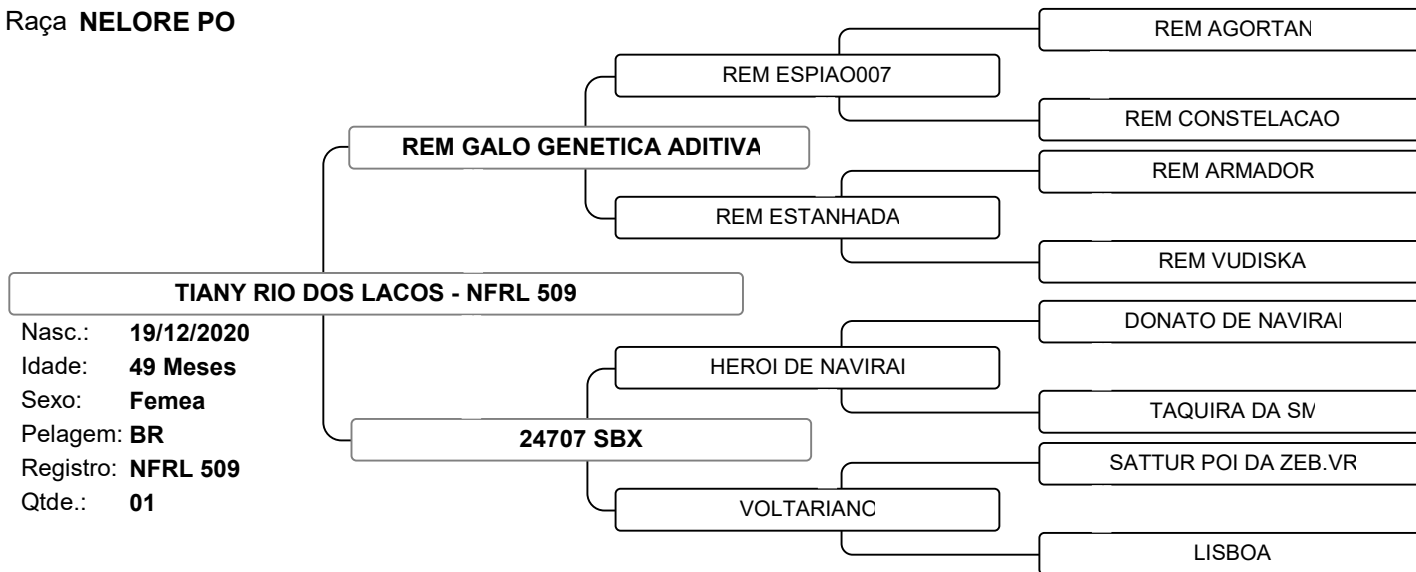 Raça NELORE PO
REM AGORTAN
REM ESPIAO007
REM CONSTELACAO
REM GALO GENETICA ADITIVA
REM ARMADOR
REM ESTANHADA
REM VUDISKA
TIANY RIO DOS LACOS - NFRL 509
DONATO DE NAVIRAI
Nasc.: 19/12/2020
Idade: 49 Meses
HEROI DE NAVIRAI
Sexo: Femea
TAQUIRA DA SM
Pelagem: BR
24707 SBX
SATTUR POI DA ZEB.VR
Registro: NFRL 509
Qtde.: 01
VOLTARIANO
LISBOA